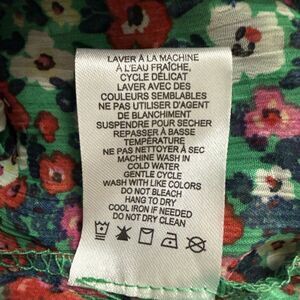 LAVER À LA MACHINE
À L'EAU FRAÎCHE,
CYCLE DÉLICAT
LAVER AVEC DES
COULEURS SEMBLABLES
NE PAS UTILISER D'AGENT
DE BLANCHIMENT
SUSPENDRE POUR SÉCHER
REPASSER À BASSE
TEMPÉRATURE
NE PAS NETTOYER À SEC
MACHINE WASH IN
COLD WATER
GENTLE CYCLE
WASH WITH LIKE COLORS
DO NOT BLEACH
HANG TO DRY
COOL IRON IF NEEDED
DO NOT DRY CLEAN